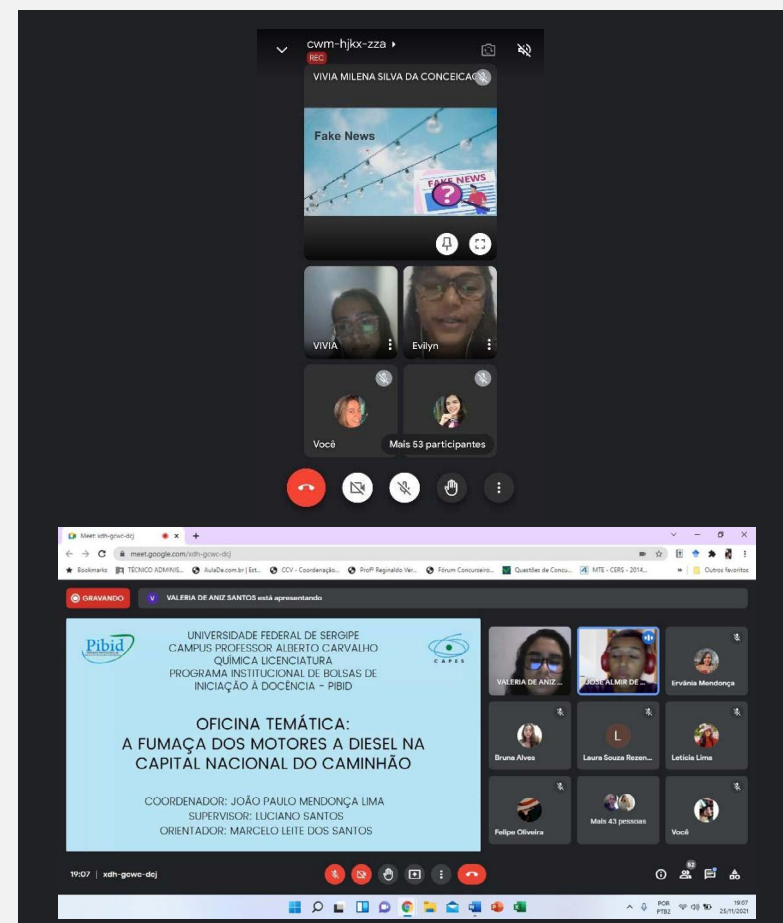 cwm-hjkx-zza
REC
VIVIA MILENA SILVA DA CONCEICA
Fake News
FAKE NEWS
?
VIVIA
Evilyn
Você
Mais 53 participantes
Meet: xdh-gcwc-dcj
meet.google.com/xdh-gcwc-dcj
Bookmarks TÉCNICO ADMINIS... AulaDe.com.br | Est... CCV - Coordenação... Profº Reginaldo Ver... Fórum Concurseiro... Questões de Concu... MTE - CERS - 2014... Outros favoritos
GRAVANDO
V VALERIA DE ANIZ SANTOS está apresentando
Pibid
CAPES
UNIVERSIDADE FEDERAL DE SERGIPE
CAMPUS PROFESSOR ALBERTO CARVALHO
QUÍMICA LICENCIATURA
PROGRAMA INSTITUCIONAL DE BOLSAS DE
INICIAÇÃO À DOCÊNCIA - PIBID
OFICINA TEMÁTICA:
A FUMAÇA DOS MOTORES A DIESEL NA
CAPITAL NACIONAL DO CAMINHÃO
COORDENADOR: JOÃO PAULO MENDONÇA LIMA
SUPERVISOR: LUCIANO SANTOS
ORIENTADOR: MARCELO LEITE DOS SANTOS
VALERIA DE ANIZ ...
JOSE ALMIR DE ...
Ervânia Mendonça
Bruna Alves
L
Laura Souza Rezen...
Leticia Lima
Felipe Oliveira
Mais 43 pessoas
Você
19:07 | xdh-gcwc-dcj
52
POR
PTB2
19:07
25/11/2021